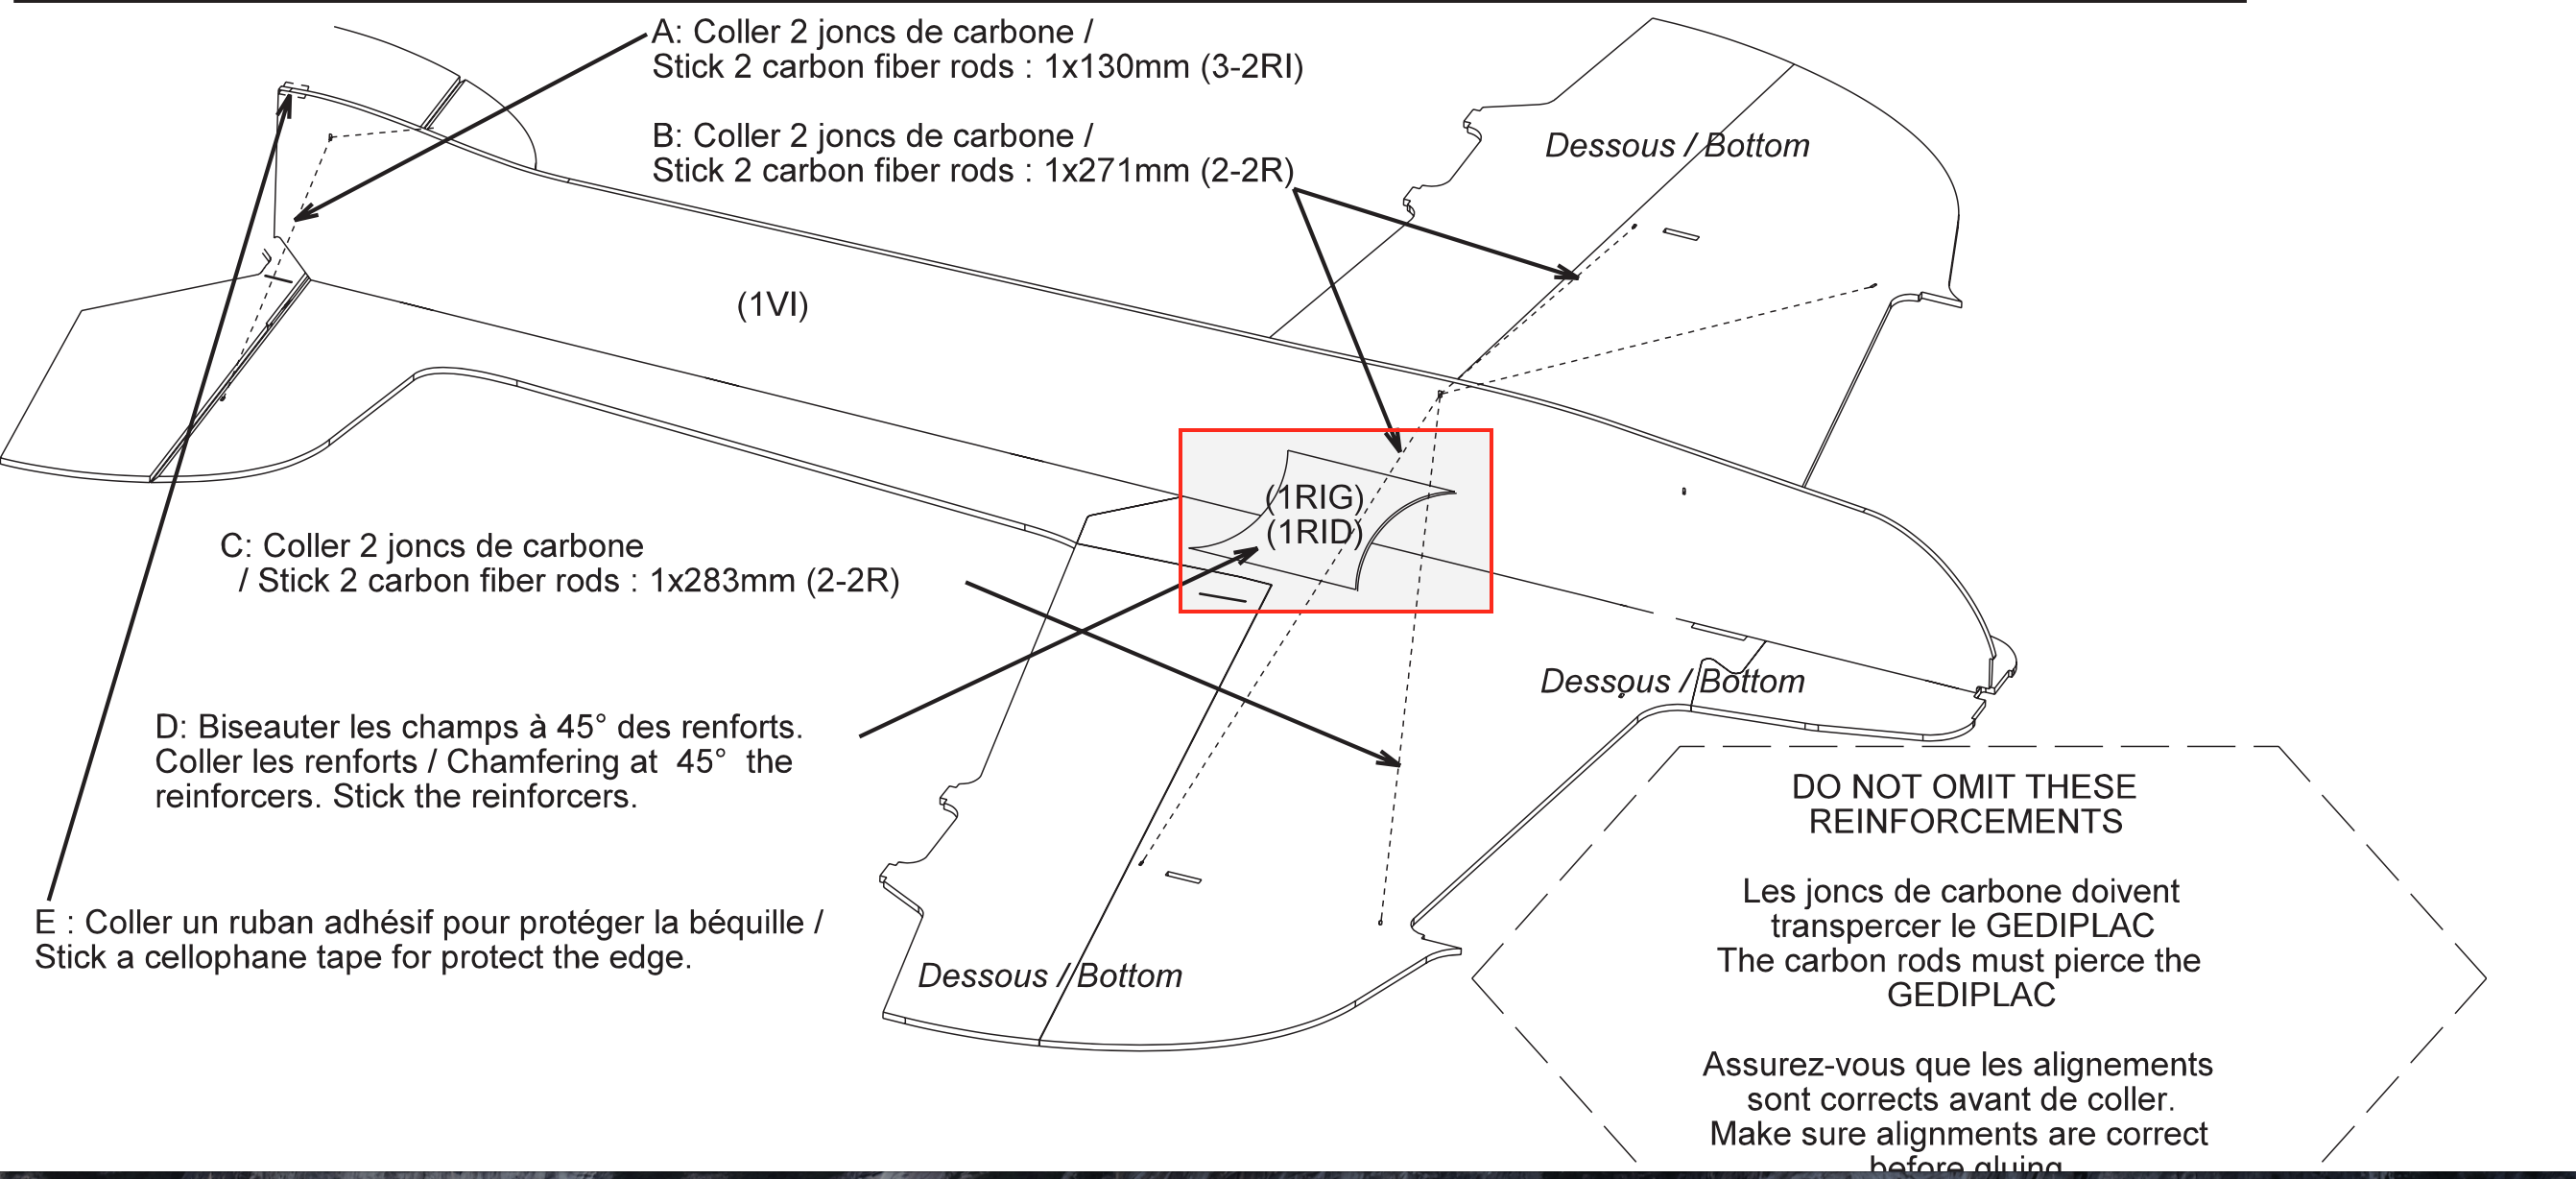 A: Coller 2 joncs de carbone /
Stick 2 carbon fiber rods : 1x130mm (3-2RI)
B: Coller 2 joncs de carbone /
Stick 2 carbon fiber rods : 1x271mm (2-2R)
Dessous / Bottom
(1VI)
(1RIG)
(1RID)
C: Coller 2 joncs de carbone
/ Stick 2 carbon fiber rods : 1x283mm (2-2R)
Dessous / Bottom
D: Biseauter les champs à 45° des renforts.
Coller les renforts / Chamfering at 45° the
reinforcers. Stick the reinforcers.
E : Coller un ruban adhésif pour protéger la béquille /
Stick a cellophane tape for protect the edge.
Dessous / Bottom
DO NOT OMIT THESE
REINFORCEMENTS
Les joncs de carbone doivent
transpercer le GEDIPLAC
The carbon rods must pierce the
GEDIPLAC
Assurez-vous que les alignements
sont corrects avant de coller.
Make sure alignments are correct
before gluing